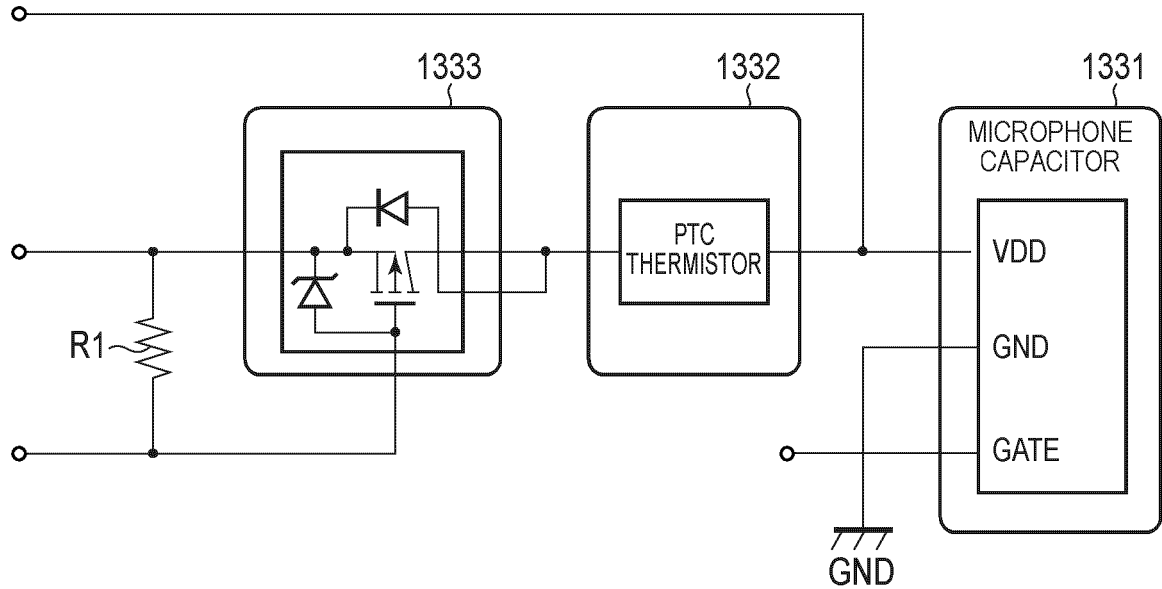 1333
1332
1331
MICROPHONE
CAPACITOR
PTC
THERMISTOR
VDD
R1
GND
GATE
GND